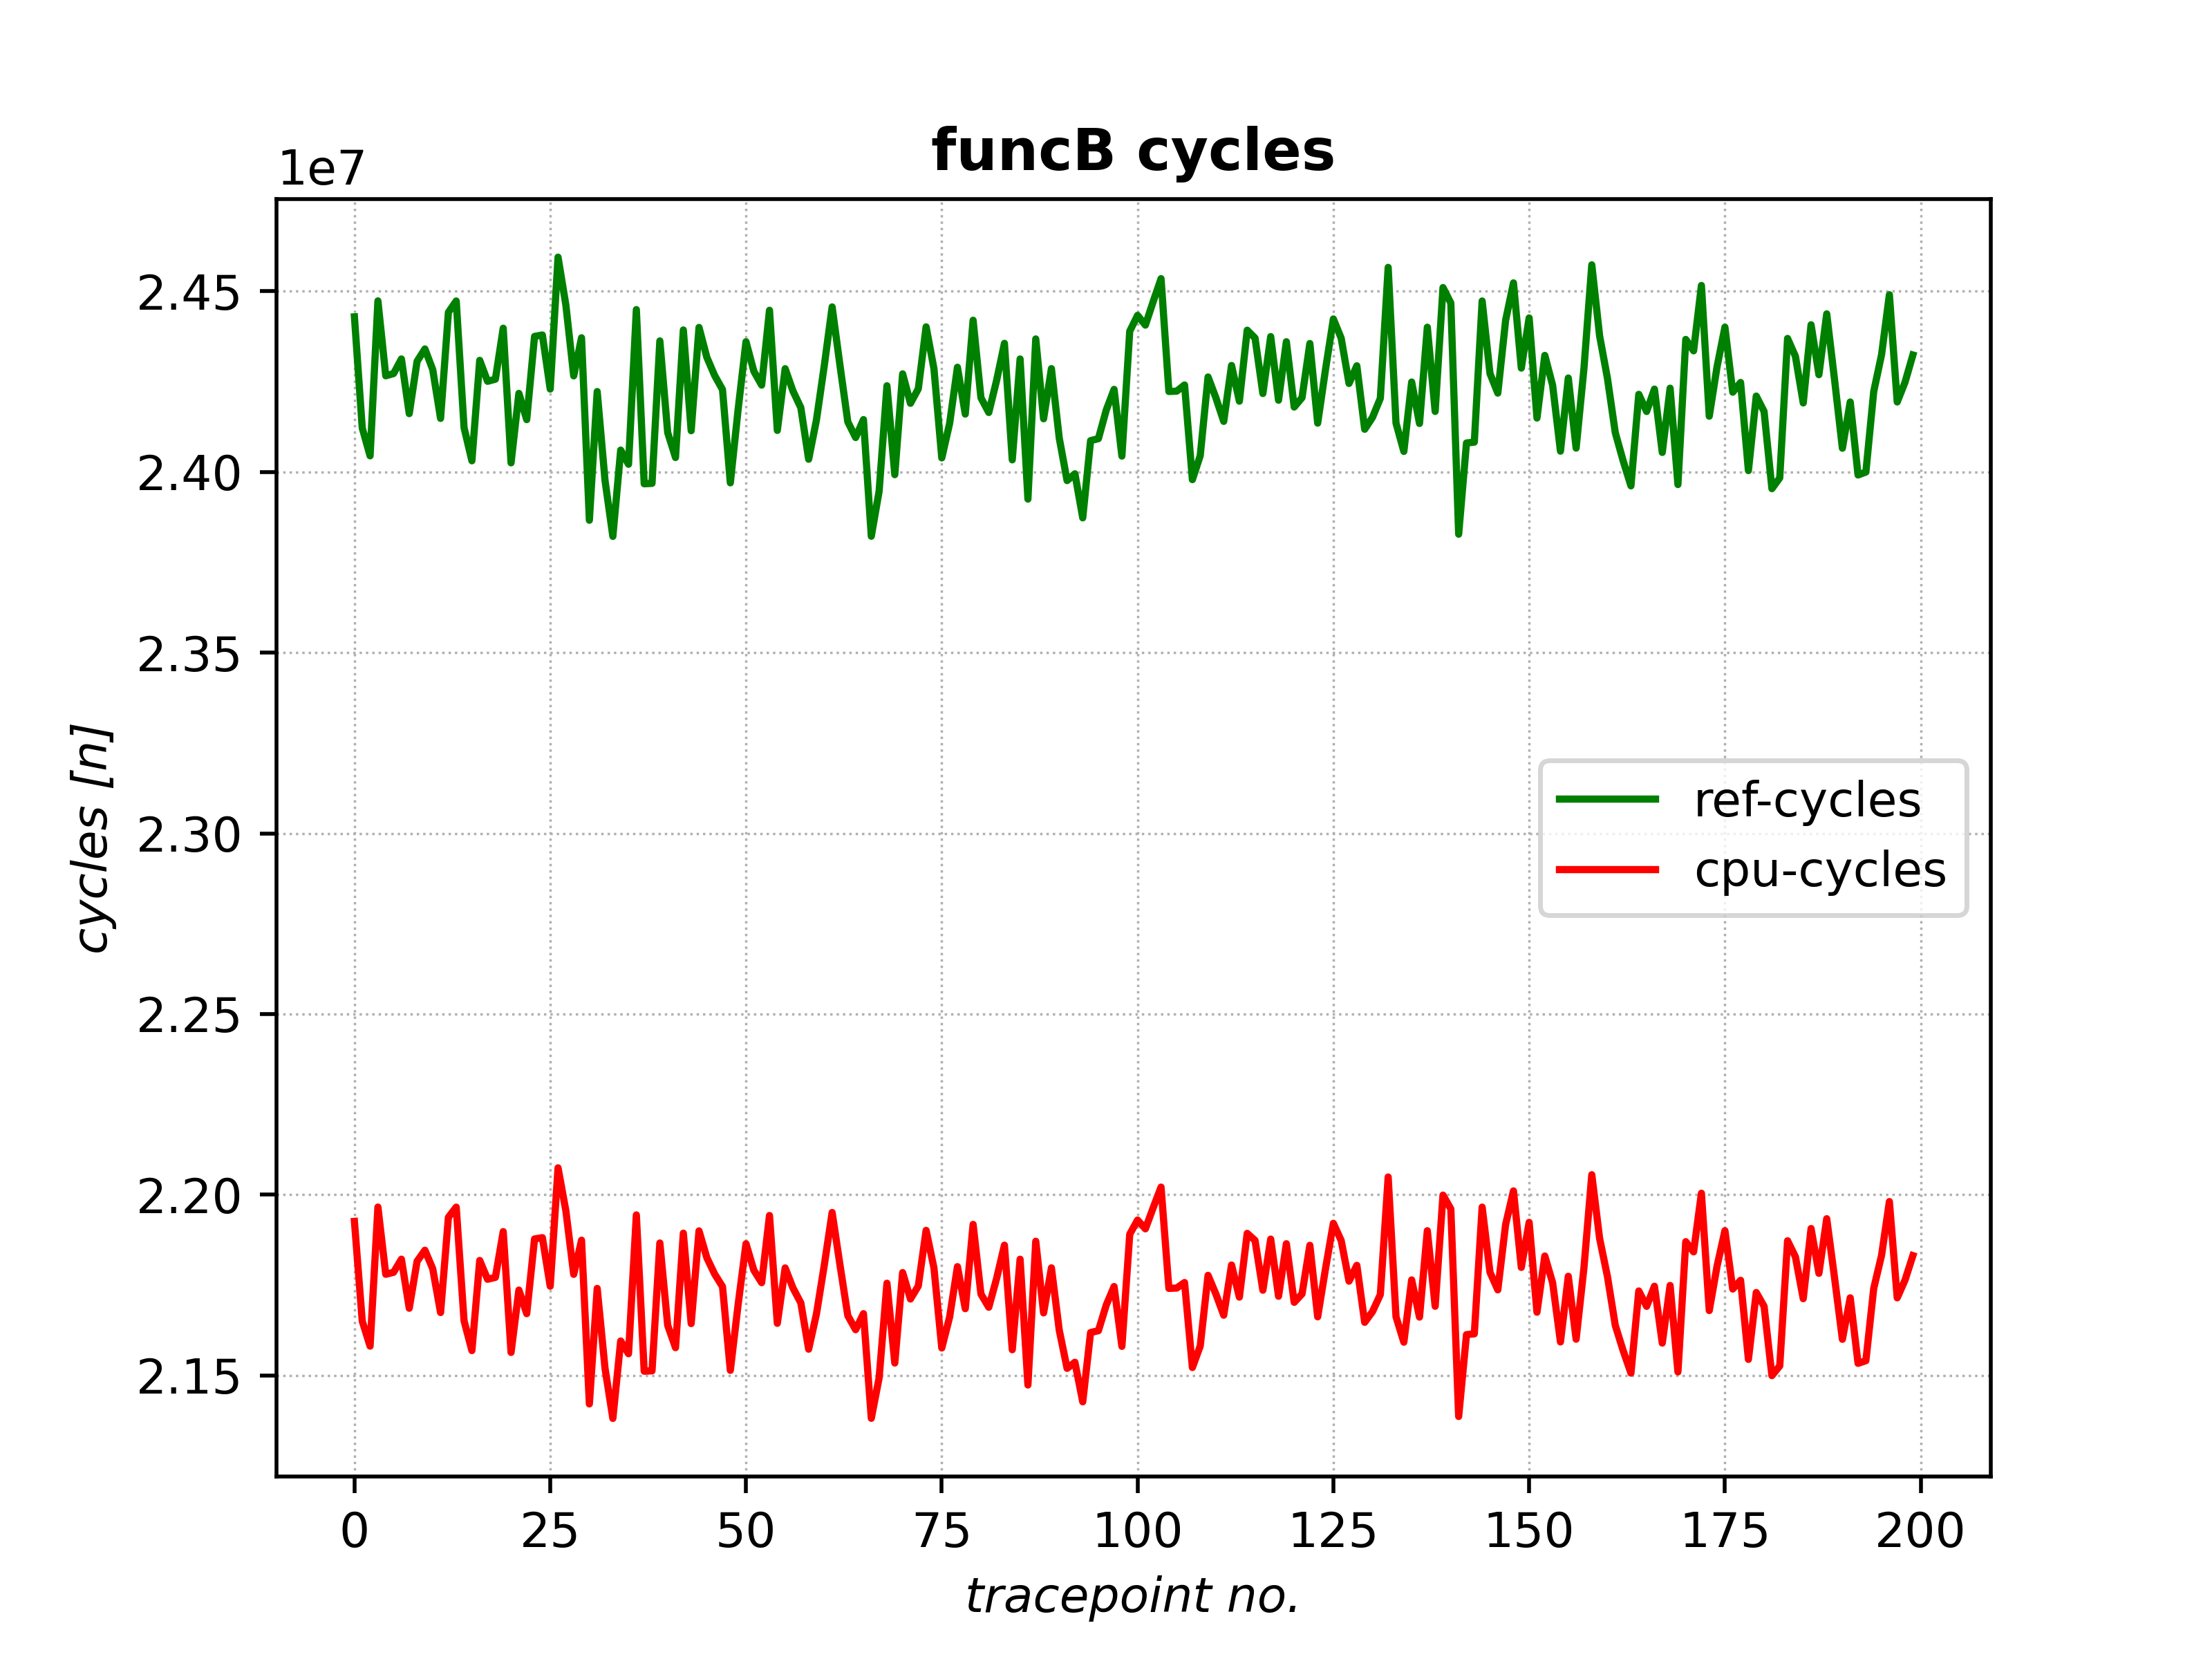 funcB cycles
1e7
2.45
2.40
2.35
2.30
2.25
2.20
2.15
cycles [n]
ref-cycles
cpu-cycles
0 25 50 75 100 125 150 175 200
tracepoint no.